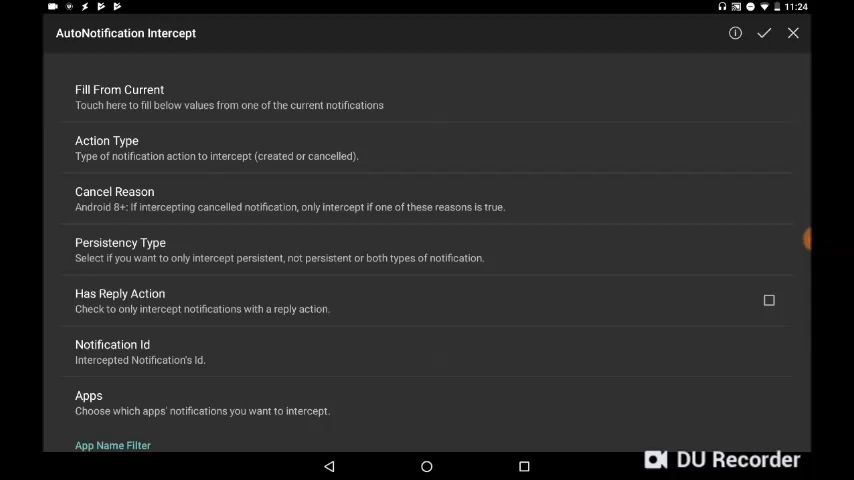 11:24
AutoNotification Intercept
Fill From Current
Touch here to fill below values from one of the current notifications
Action Type
Type of notification action to intercept (created or cancelled).
Cancel Reason
Android 8+: If intercepting cancelled notification, only intercept if one of these reasons is true.
Persistency Type
Select if you want to only intercept persistent, not persistent or both types of notification.
Has Reply Action
Check to only intercept notifications with a reply action.
Notification Id
Intercepted Notification's Id.
Apps
Choose which apps' notifications you want to intercept.
App Name Filter
DU Recorder